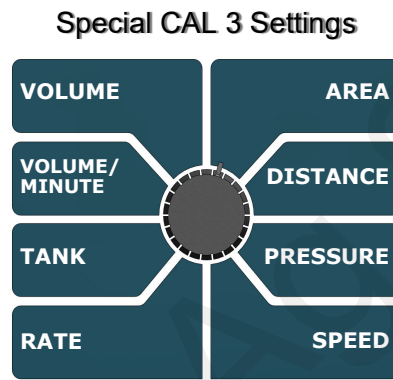 Special CAL 3 Settings
VOLUME
AREA
VOLUME/
MINUTE
DISTANCE
TANK
PRESSURE
RATE
SPEED